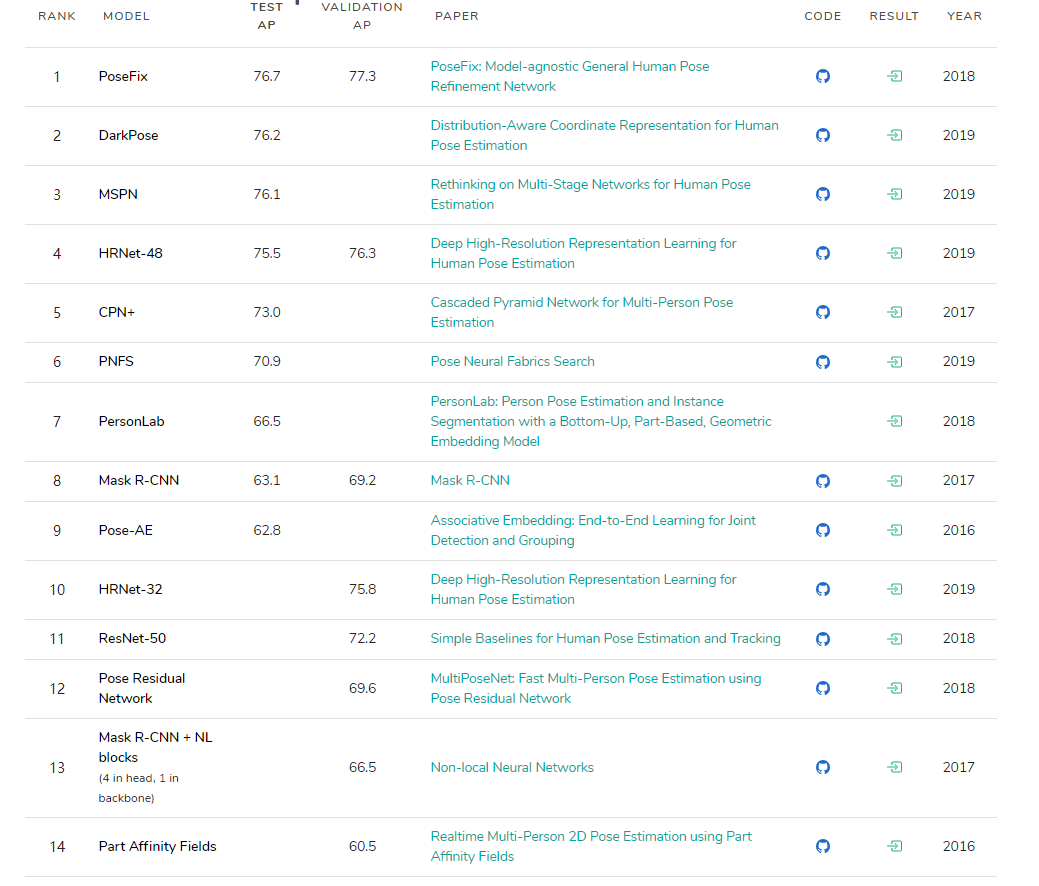 RANK MODEL TEST AP VALIDATION AP PAPER CODE RESULT YEAR
1 PoseFix 76.7 77.3 PoseFix: Model-agnostic General Human Pose 2018
Refinement Network
2 DarkPose 76.2 Distribution-Aware Coordinate Representation for Human 2019
Pose Estimation
3 MSPN 76.1 Rethinking on Multi-Stage Networks for Human Pose 2019
Estimation
4 HRNet-48 75.5 76.3 Deep High-Resolution Representation Learning for 2019
Human Pose Estimation
5 CPN+ 73.0 Cascaded Pyramid Network for Multi-Person Pose 2017
Estimation
6 PNFS 70.9 Pose Neural Fabrics Search 2019
PersonLab: Person Pose Estimation and Instance
7 PersonLab 66.5 Segmentation with a Bottom-Up, Part-Based, Geometric 2018
Embedding Model
8 Mask R-CNN 63.1 69.2 Mask R-CNN 2017
9 Pose-AE 62.8 Associative Embedding: End-to-End Learning for Joint 2016
Detection and Grouping
10 HRNet-32 75.8 Deep High-Resolution Representation Learning for 2019
Human Pose Estimation
11 ResNet-50 72.2 Simple Baselines for Human Pose Estimation and Tracking 2018
12 Pose Residual 69.6 MultiPoseNet: Fast Multi-Person Pose Estimation using 2018
Network Pose Residual Network
Mask R-CNN + NL
13 blocks 66.5 Non-local Neural Networks 2017
(4 in head, 1 in
backbone)
14 Part Affinity Fields 60.5 Realtime Multi-Person 2D Pose Estimation using Part 2016
Affinity Fields